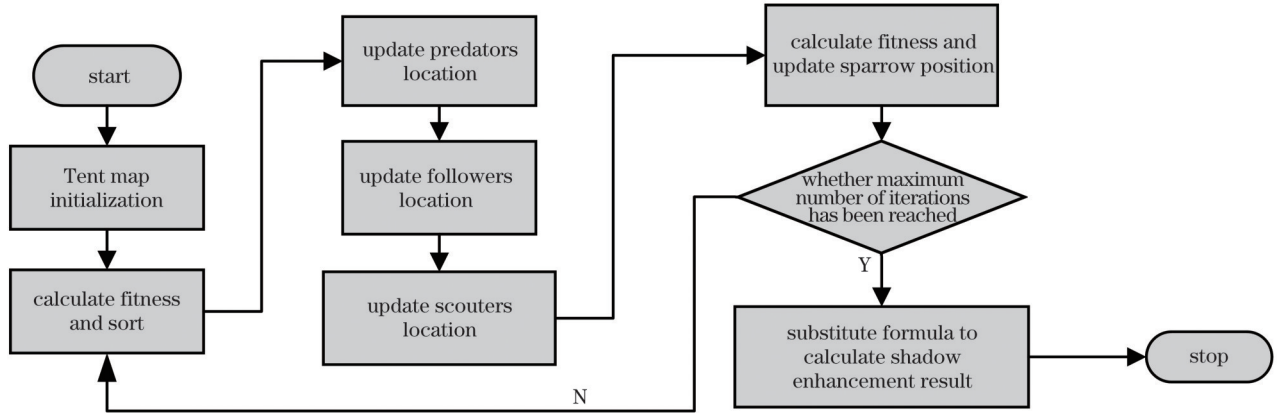 start
Tent map
initialization
calculate fitness
and sort
update predators
location
update followers
location
update scouters
location
calculate fitness and
update sparrow position
whether maximum
number of iterations
has been reached
Y
N
substitute formula to
calculate shadow
enhancement result
stop